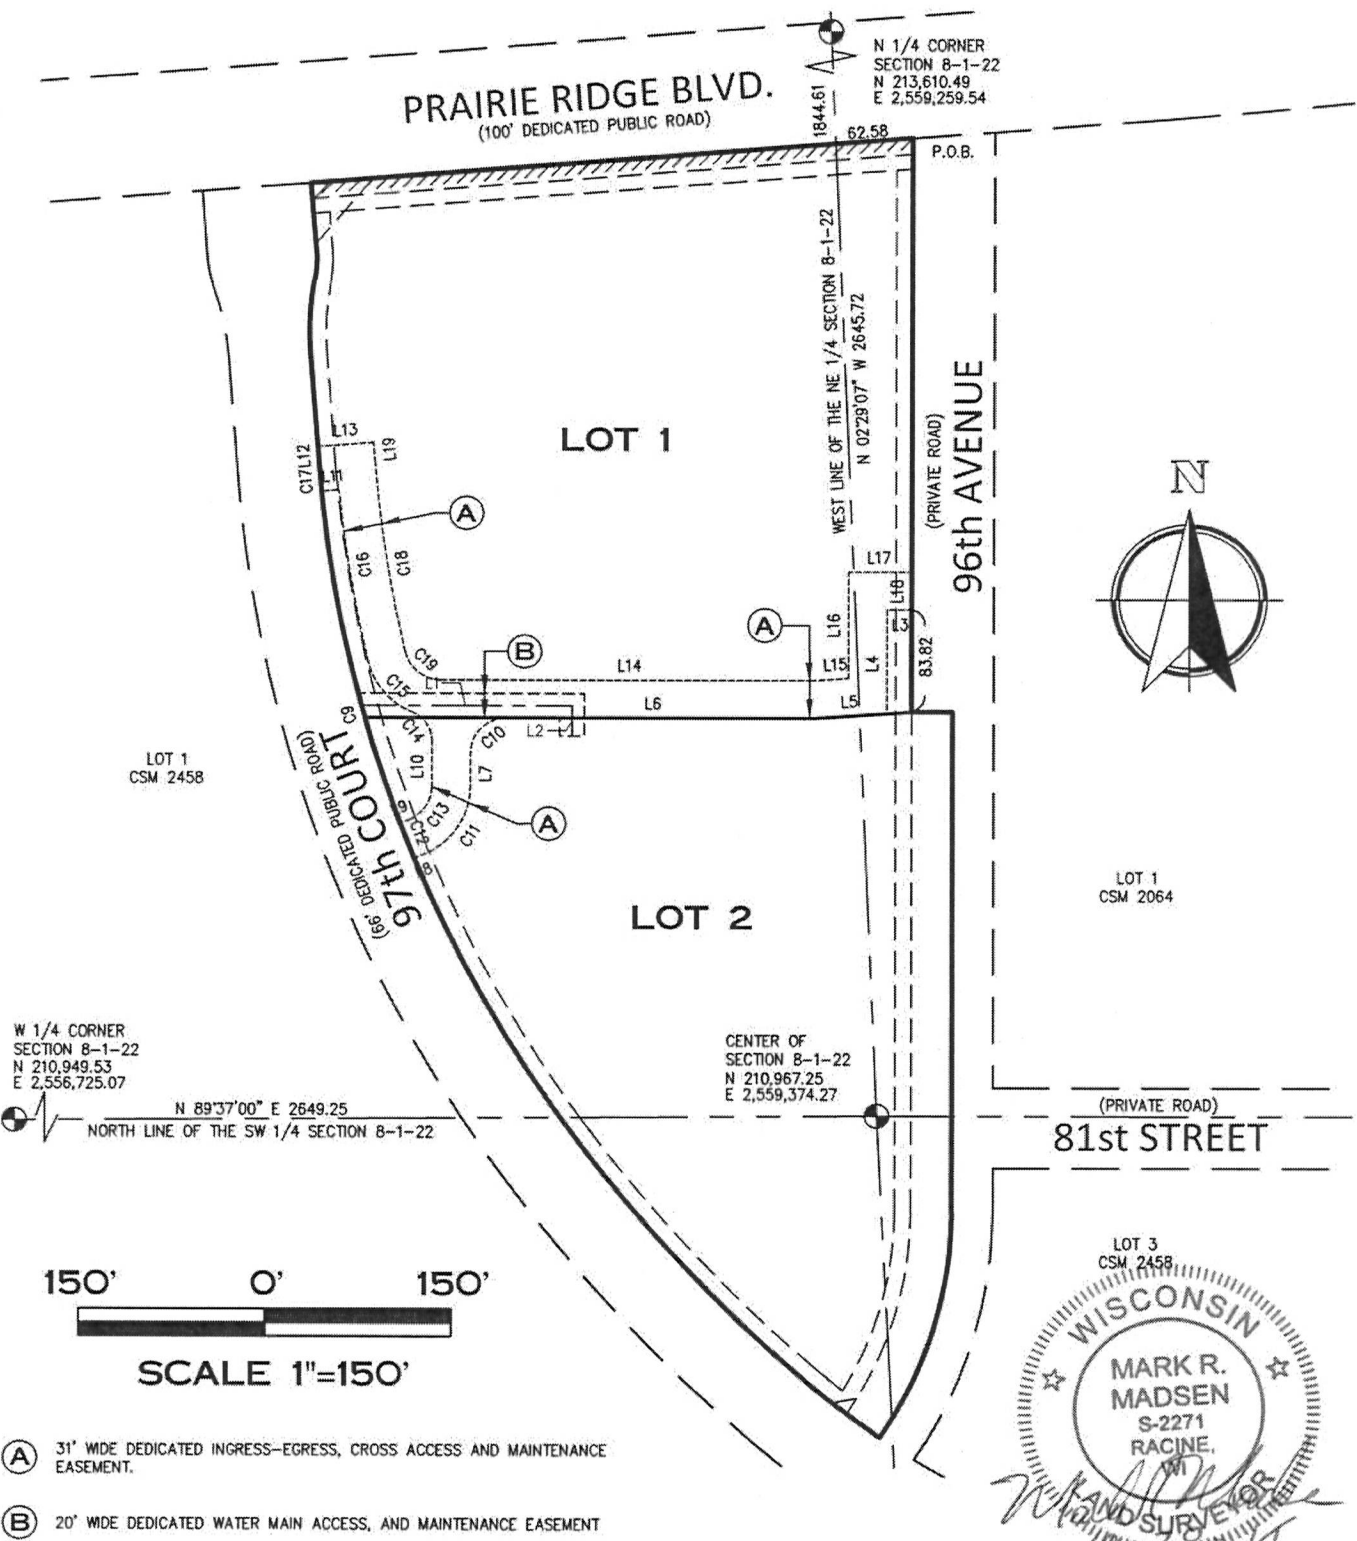 N 1/4 CORNER
SECTION 8-1-22
N 213,610.49
E 2,559,259.54
PRAIRIE RIDGE BLVD.
(100' DEDICATED PUBLIC ROAD)
1844.61
62.58
P.O.B.
WEST LINE OF THE NE 1/4 SECTION 8-1-22
N 02°29'07" W 2645.72
(PRIVATE ROAD)
96th AVENUE
LOT 1
N
L13
L19
C17
L12
L11
A
C16
C18
L17
L18
L3
A
L16
83.82
B
C19
L14
L15
L4
L1
C15
L6
L5
C9
C14
C10
L2
LOT 1
CSM 2458
L10
L7
97th COURT
(66' DEDICATED PUBLIC ROAD)
C12
C13
C11
A
LOT 2
LOT 1
CSM 2064
W 1/4 CORNER
SECTION 8-1-22
N 210,949.53
E 2,556,725.07
CENTER OF
SECTION 8-1-22
N 210,967.25
E 2,559,374.27
N 89°37'00" E 2649.25
NORTH LINE OF THE SW 1/4 SECTION 8-1-22
(PRIVATE ROAD)
81st STREET
LOT 3
CSM 2458
150' 0' 150'
SCALE 1"=150'
WISCONSIN
MARK R.
MADSEN
S-2271
RACINE,
WI
LAND SURVEYOR
A 31' WIDE DEDICATED INGRESS-EGRESS, CROSS ACCESS AND MAINTENANCE
EASEMENT.
B 20' WIDE DEDICATED WATER MAIN ACCESS, AND MAINTENANCE EASEMENT